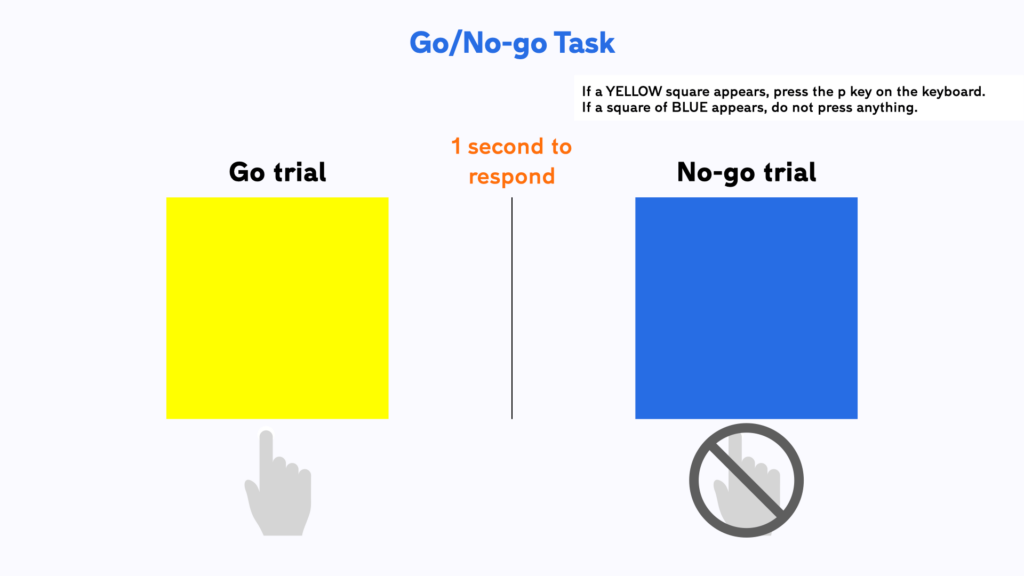 Go/No-go Task
If a YELLOW square appears, press the p key on the keyboard.
If a square of BLUE appears, do not press anything.
1 second to
respond
Go trial
No-go trial